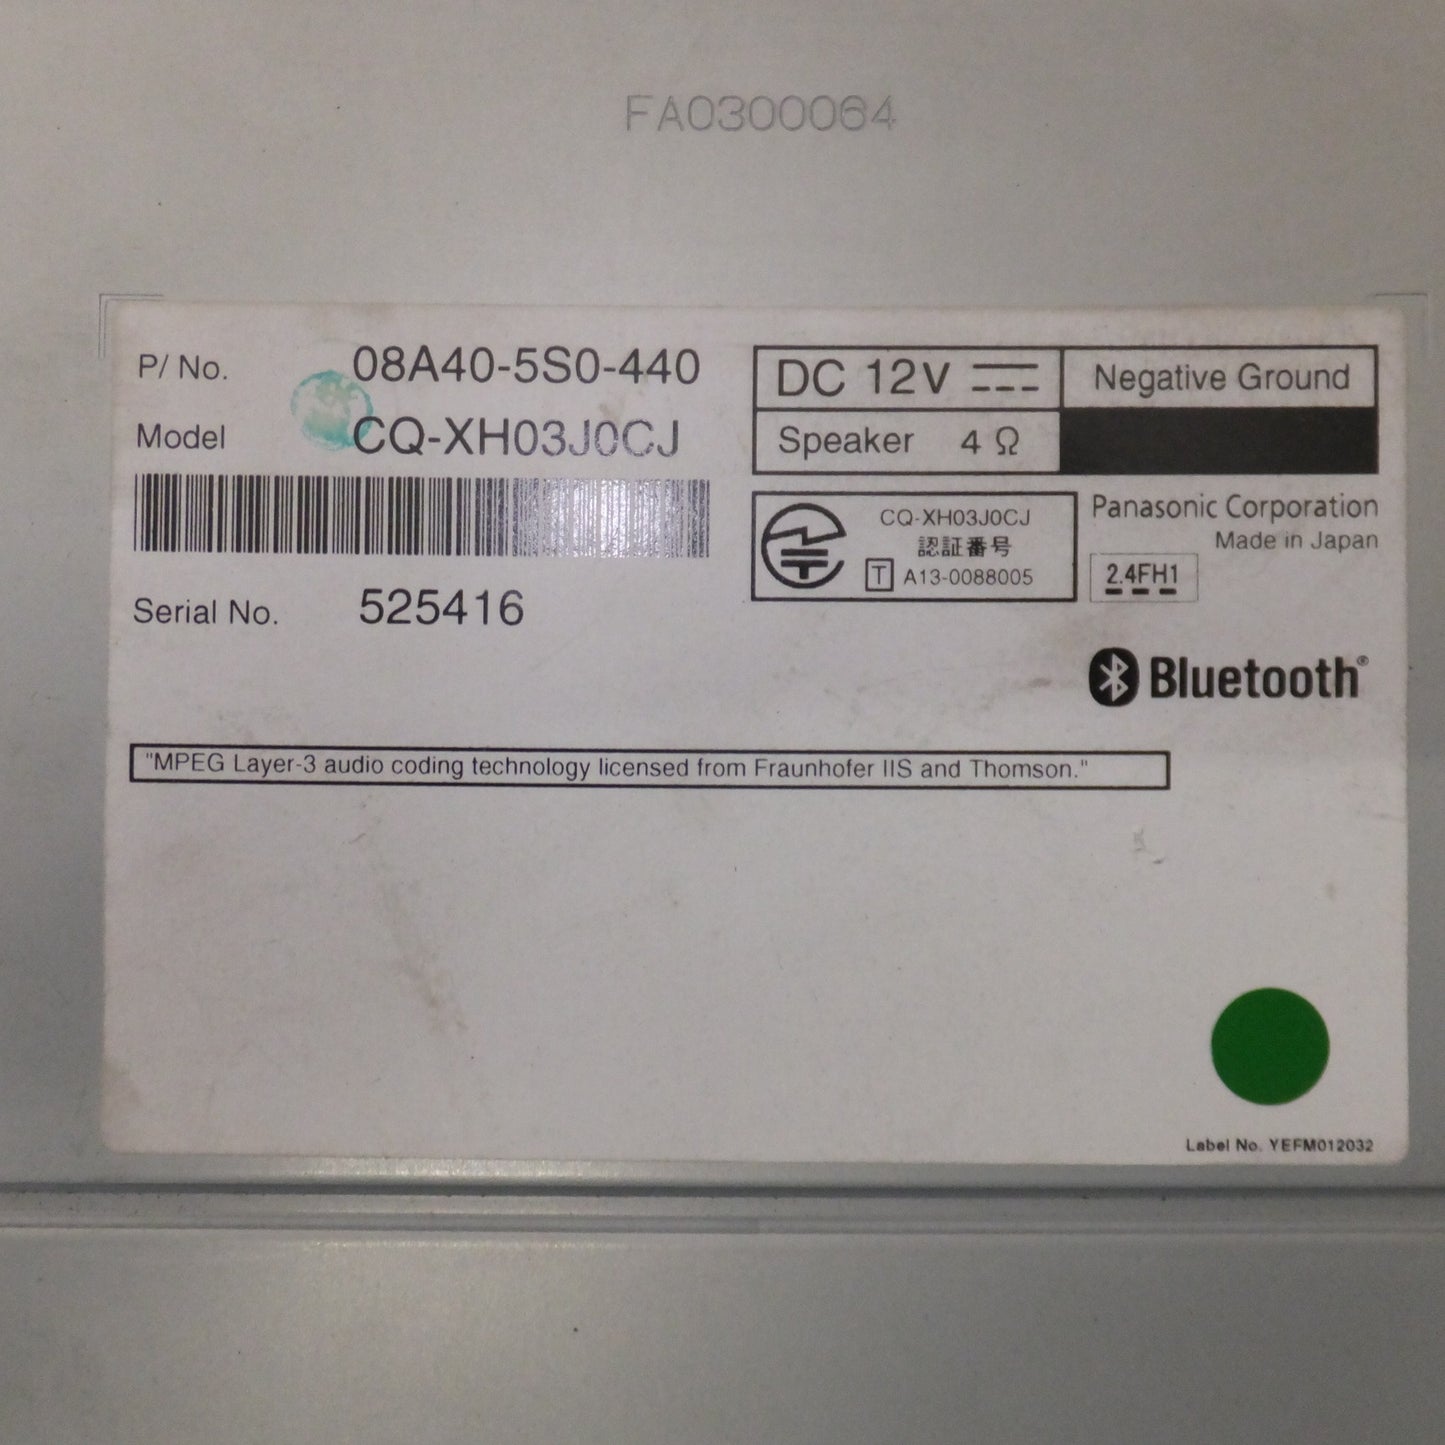 FA0300064
P/ No. 08A40-5S0-440
Model CQ-XH03J0CJ
Serial No. 525416
DC 12V Negative Ground
Speaker 4 Ω
CQ-XH03J0CJ
認証番号
T A13-0088005
Panasonic Corporation
Made in Japan
2.4FH1
Bluetooth®
"MPEG Layer-3 audio coding technology licensed from Fraunhofer IIS and Thomson."
Label No. YEFM012032